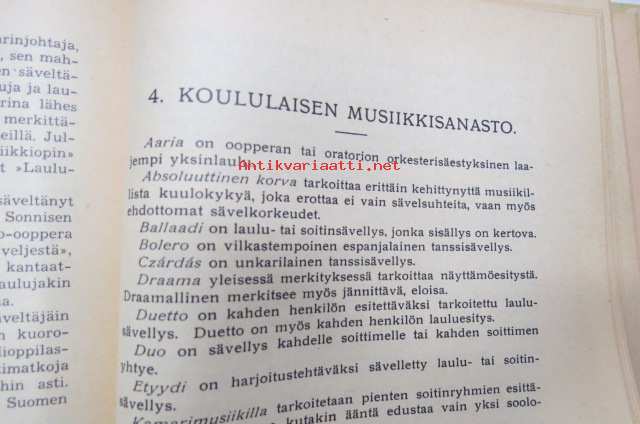 arinjohtaja,
, sen mah-
en säveltä-
uja ja lau-
rina lähes
merkittä-
eillä. Jul-
iikkiopin»
t »Laulu-
säveltänyt
Sonnisen
o-ooppera
veljestä»,
kantaat-
aulujakin
a.
äveltäjäin
n kuoro-
lioppilas-
timatkoja
hin asti.
Suomen
4. KOULULAISEN MUSIIKKISANASTO.
Aaria on oopperan tai oratorion orkesterisäestyksinen laa-
jempi yksinlaulu.
Antikvariaatti.net
Absoluuttinen korva tarkoittaa erittäin kehittynyttä musiikil-
lista kuulokykyä, joka erottaa ei vain sävelsuhteita, vaan myös
ehdottomat sävelkorkeudet.
Ballaadi on laulu- tai soitinsävellys, jonka sisällys on kertova.
Bolero on vilkastempoinen espanjalainen tanssisävellys.
Czárdás on unkarilainen tanssisävellys.
Draama yleisessä merkityksessä tarkoittaa näyttämöesitystä.
Draamallinen merkitsee myös jännittävä, eloisa.
Duetto on kahden henkilön esitettäväksi tarkoitettu laulu-
sävellys. Duetto on myös kahden henkilön lauluesitys.
Duo on sävellys kahdelle soittimelle tai kahden soittimen
yhtye.
Etyydi on harjoitustehtäväksi sävelletty laulu- tai soitin-
sävellys.
Kamarimusiikilla tarkoitetaan pienten soitinryhmien esittä-
kutakin ääntä edustaa vain yksi soolo-